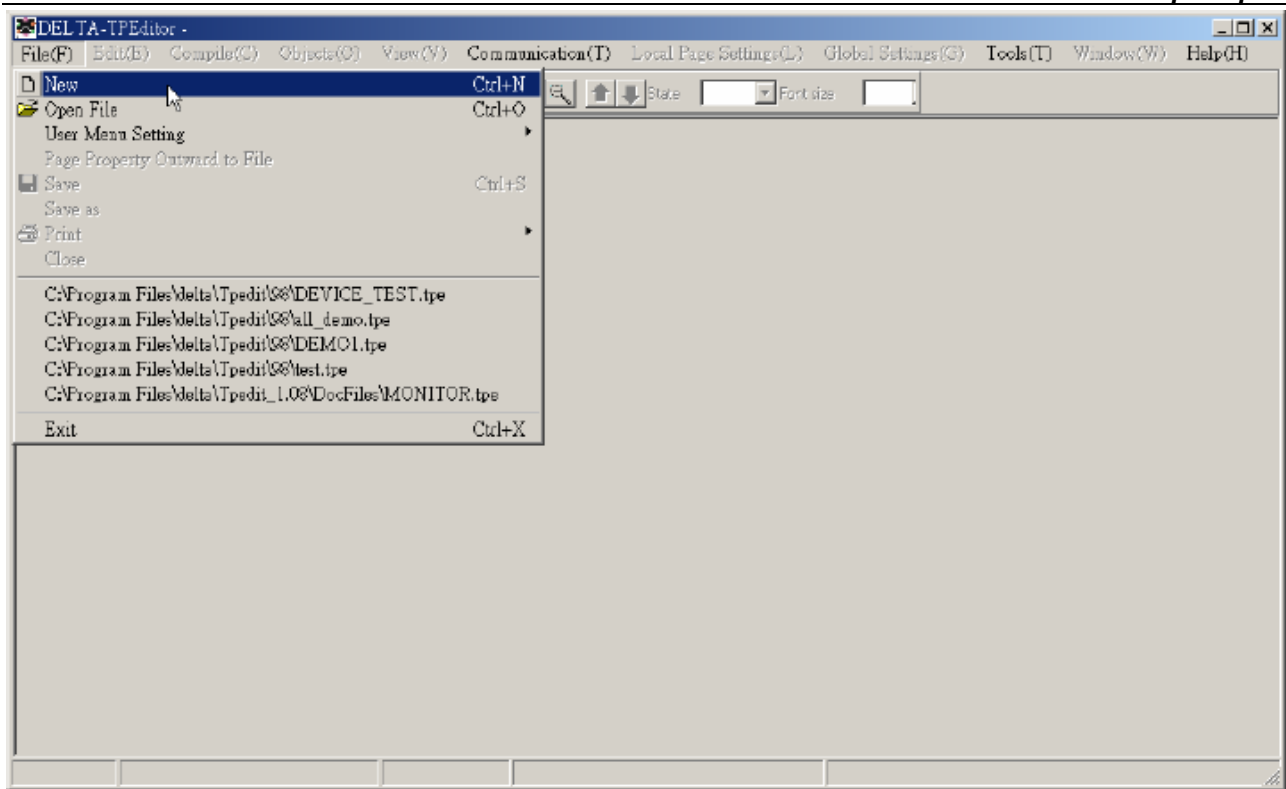 DELTA-TPEditor -
File(F) Edit(E) Compile(C) Objects(O) View(V) Communication(T) Local Page Settings(L) Global Settings(G) Tools(T) Window(W) Help(H)
New Ctrl+N
State Font size
Open File Ctrl+O
User Menu Setting
Page Property Outward to File
Save Ctrl+S
Save as
Print
Close
C:\Program Files\delta\Tpedit\98\DEVICE_TEST.tpe
C:\Program Files\delta\Tpedit\98\all_demo.tpe
C:\Program Files\delta\Tpedit\98\DEMO1.tpe
C:\Program Files\delta\Tpedit\98\test.tpe
C:\Program Files\delta\Tpedit_1.08\DocFiles\MONITOR.tpe
Exit Ctrl+X